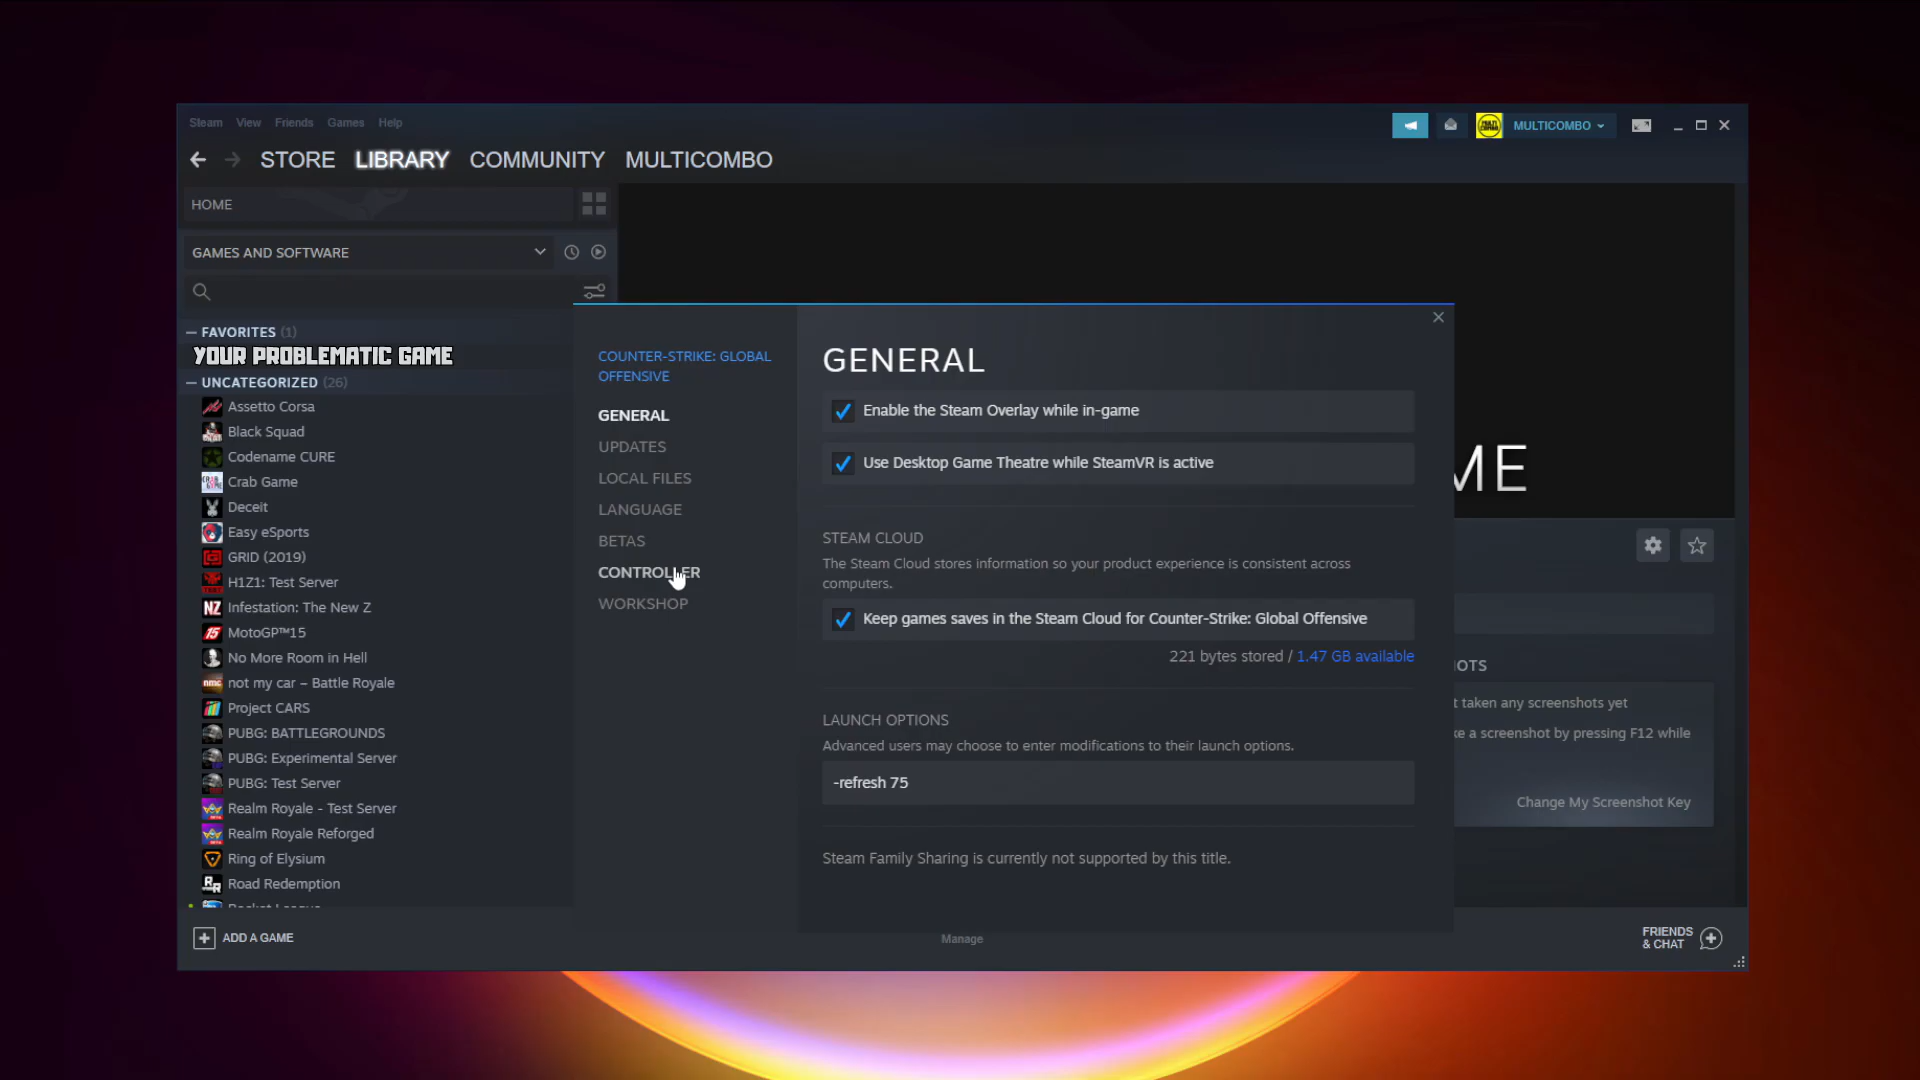 Steam View Friends Games Help
MULTICOMBO
STORE LIBRARY COMMUNITY MULTICOMBO
HOME
GAMES AND SOFTWARE
FAVORITES (1)
YOUR PROBLEMATIC GAME
UNCATEGORIZED (26)
Assetto Corsa
Black Squad
Codename CURE
Crab Game
Deceit
Easy eSports
GRID (2019)
H1Z1: Test Server
Infestation: The New Z
MotoGP™15
No More Room in Hell
not my car – Battle Royale
Project CARS
PUBG: BATTLEGROUNDS
PUBG: Experimental Server
PUBG: Test Server
Realm Royale - Test Server
Realm Royale Reforged
Ring of Elysium
Road Redemption
ADD A GAME
COUNTER-STRIKE: GLOBAL
OFFENSIVE
GENERAL
UPDATES
LOCAL FILES
LANGUAGE
BETAS
CONTROLLER
WORKSHOP
GENERAL
Enable the Steam Overlay while in-game
Use Desktop Game Theatre while SteamVR is active
STEAM CLOUD
The Steam Cloud stores information so your product experience is consistent across
computers.
Keep games saves in the Steam Cloud for Counter-Strike: Global Offensive
221 bytes stored / 1.47 GB available
LAUNCH OPTIONS
Advanced users may choose to enter modifications to their launch options.
-refresh 75
Steam Family Sharing is currently not supported by this title.
Manage
ME
OTS
t taken any screenshots yet
ke a screenshot by pressing F12 while
Change My Screenshot Key
FRIENDS
& CHAT